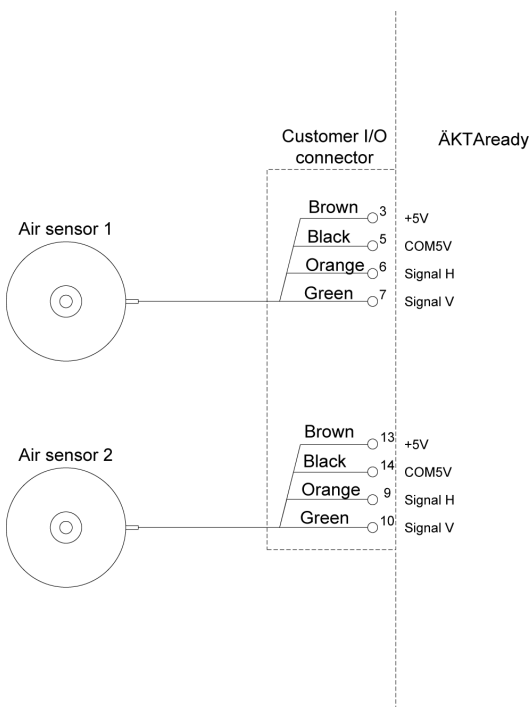 Customer I/O
connector
ÄKTAready
Air sensor 1
Brown 3 +5V
Black 5 COM5V
Orange 6 Signal H
Green 7 Signal V
Air sensor 2
Brown 13 +5V
Black 14 COM5V
Orange 9 Signal H
Green 10 Signal V